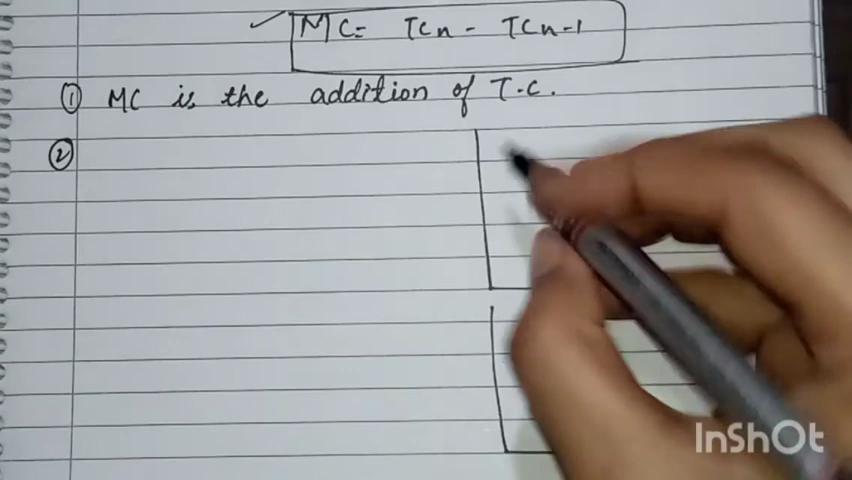 MC = TCn - TCn-1
① MC is the addition of T.C.
②
InShOt